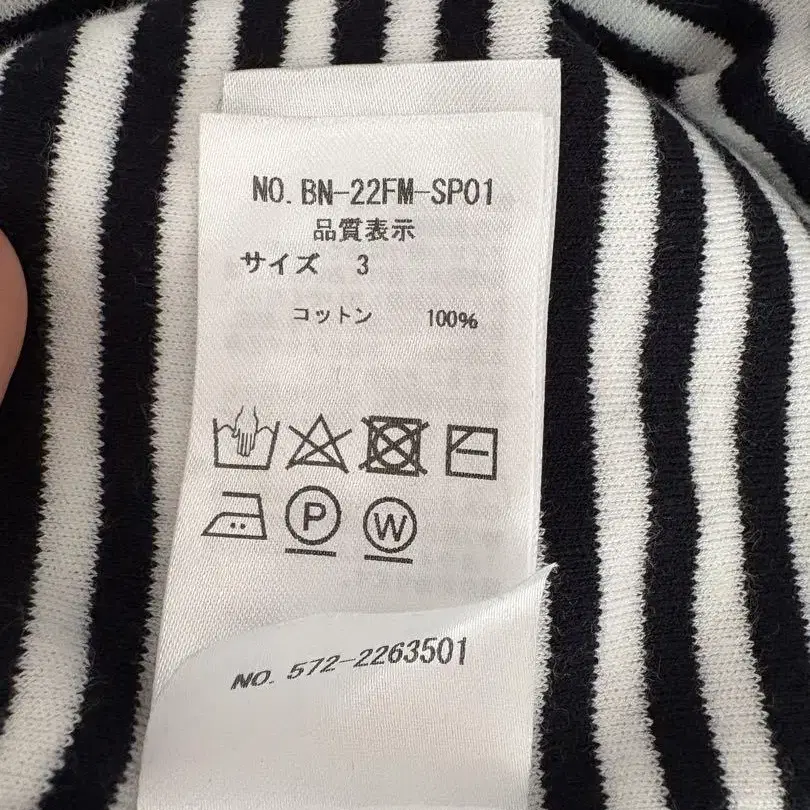 NO. BN-22FM-SP01
品質表示
サイズ 3
コットン 100%
P W
NO. 572-2263501